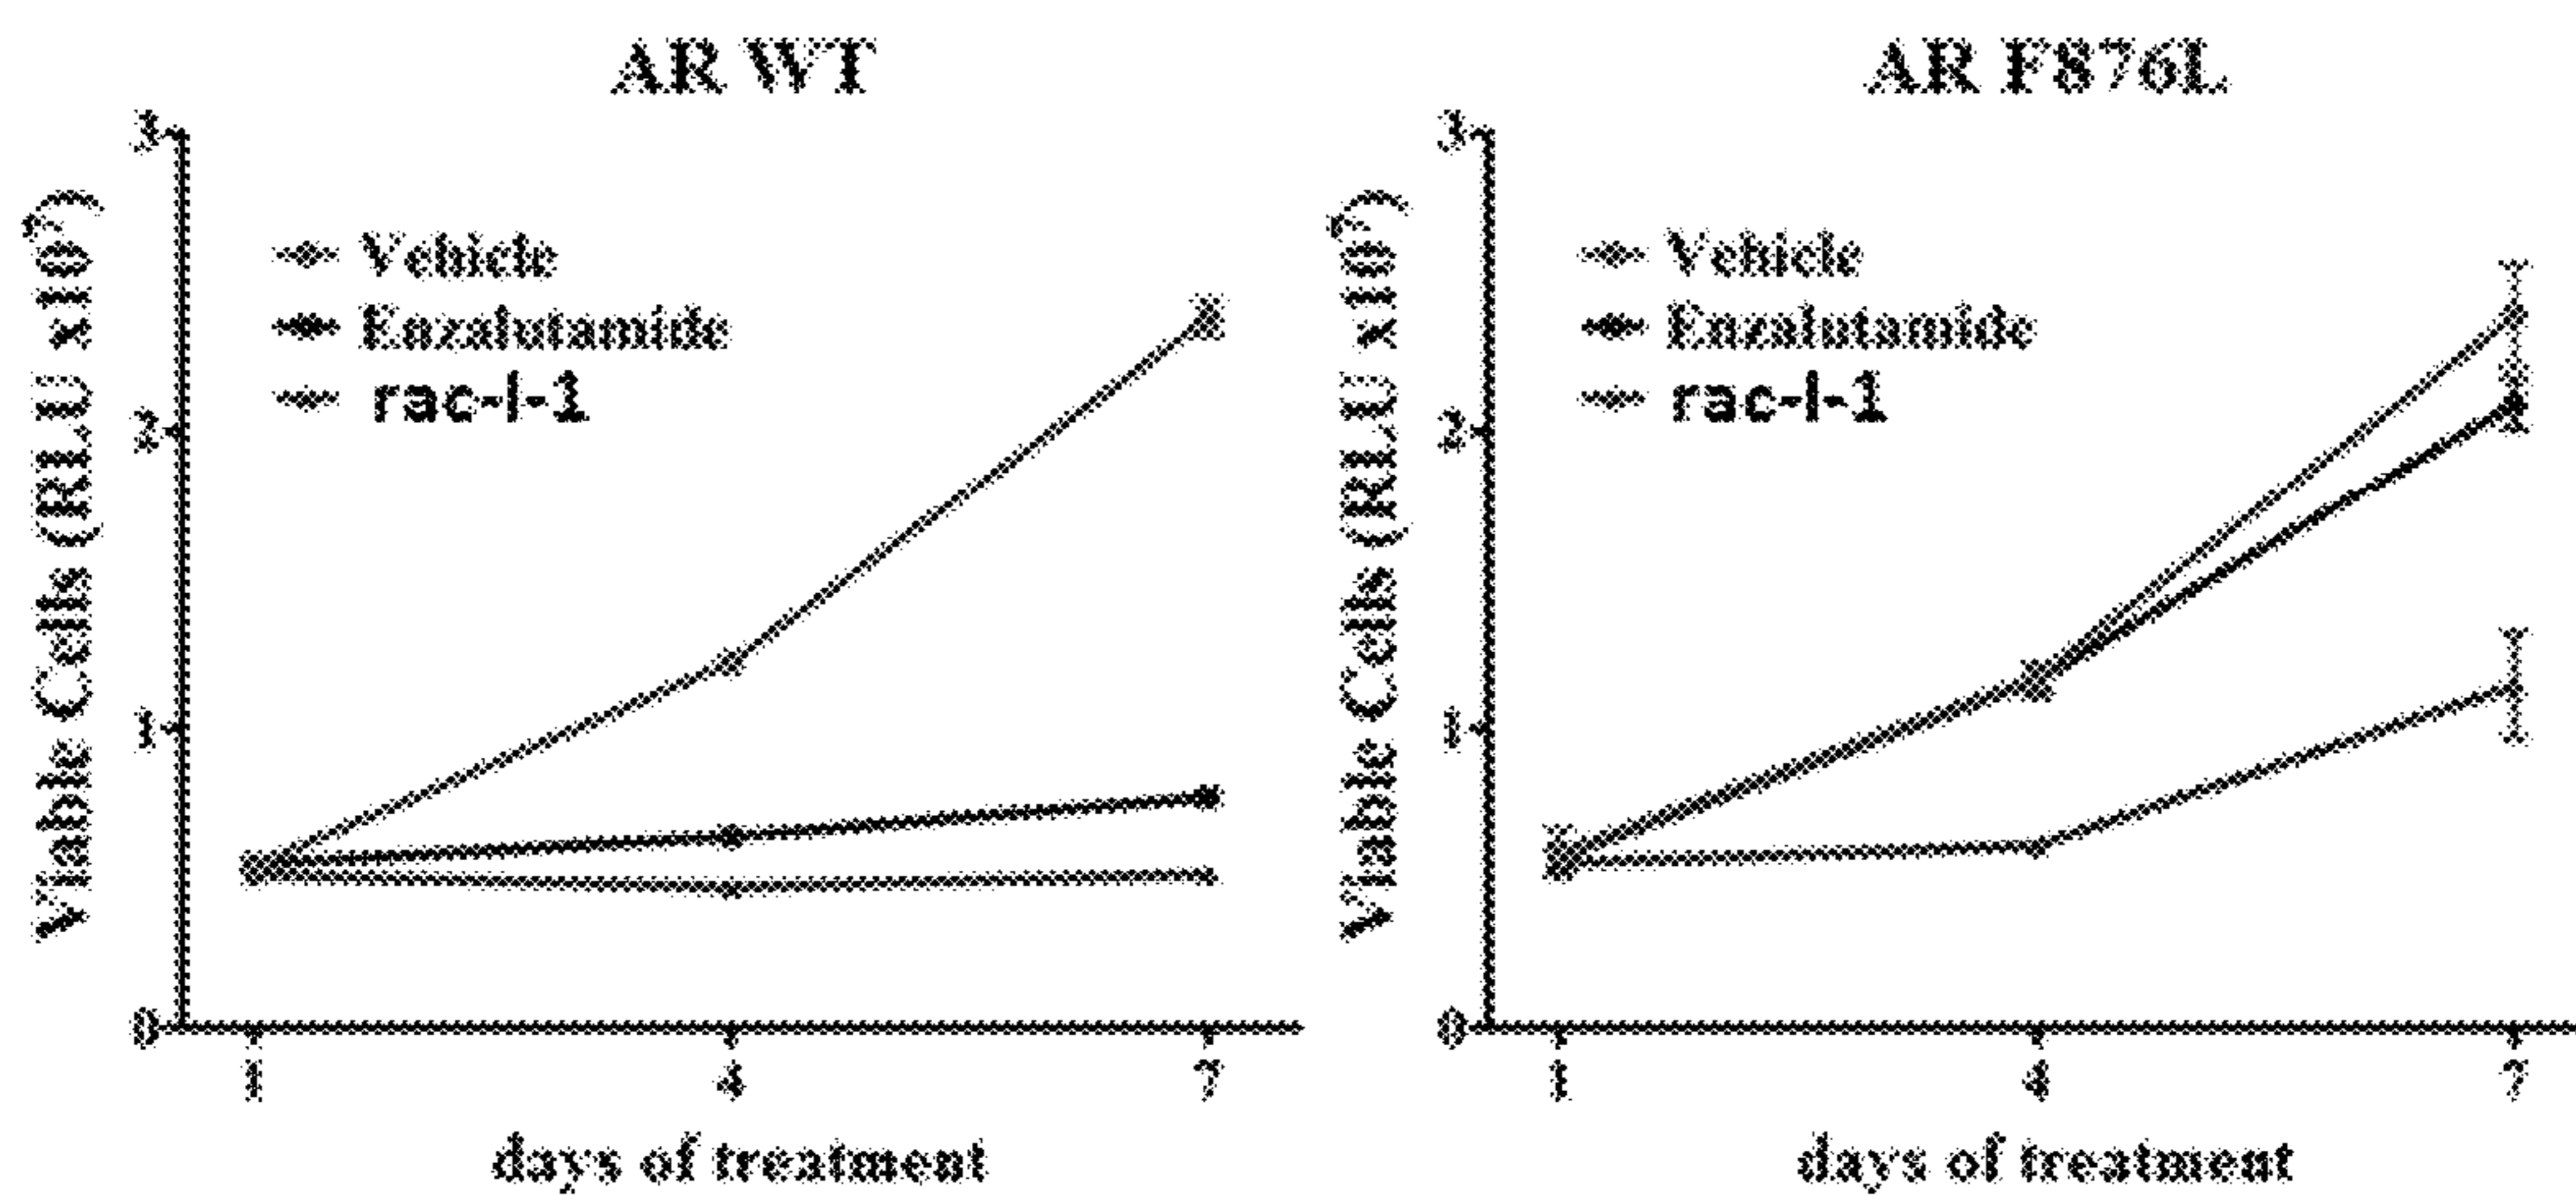 AR WT
3
2
1
0
Viable Cells (RLU x10⁷)
Vehicle
Enzalutamide
rac-I-1
1 4 7
days of treatment
AR F876L
3
2
1
0
Viable Cells (RLU x10⁷)
Vehicle
Enzalutamide
rac-I-1
1 4 7
days of treatment